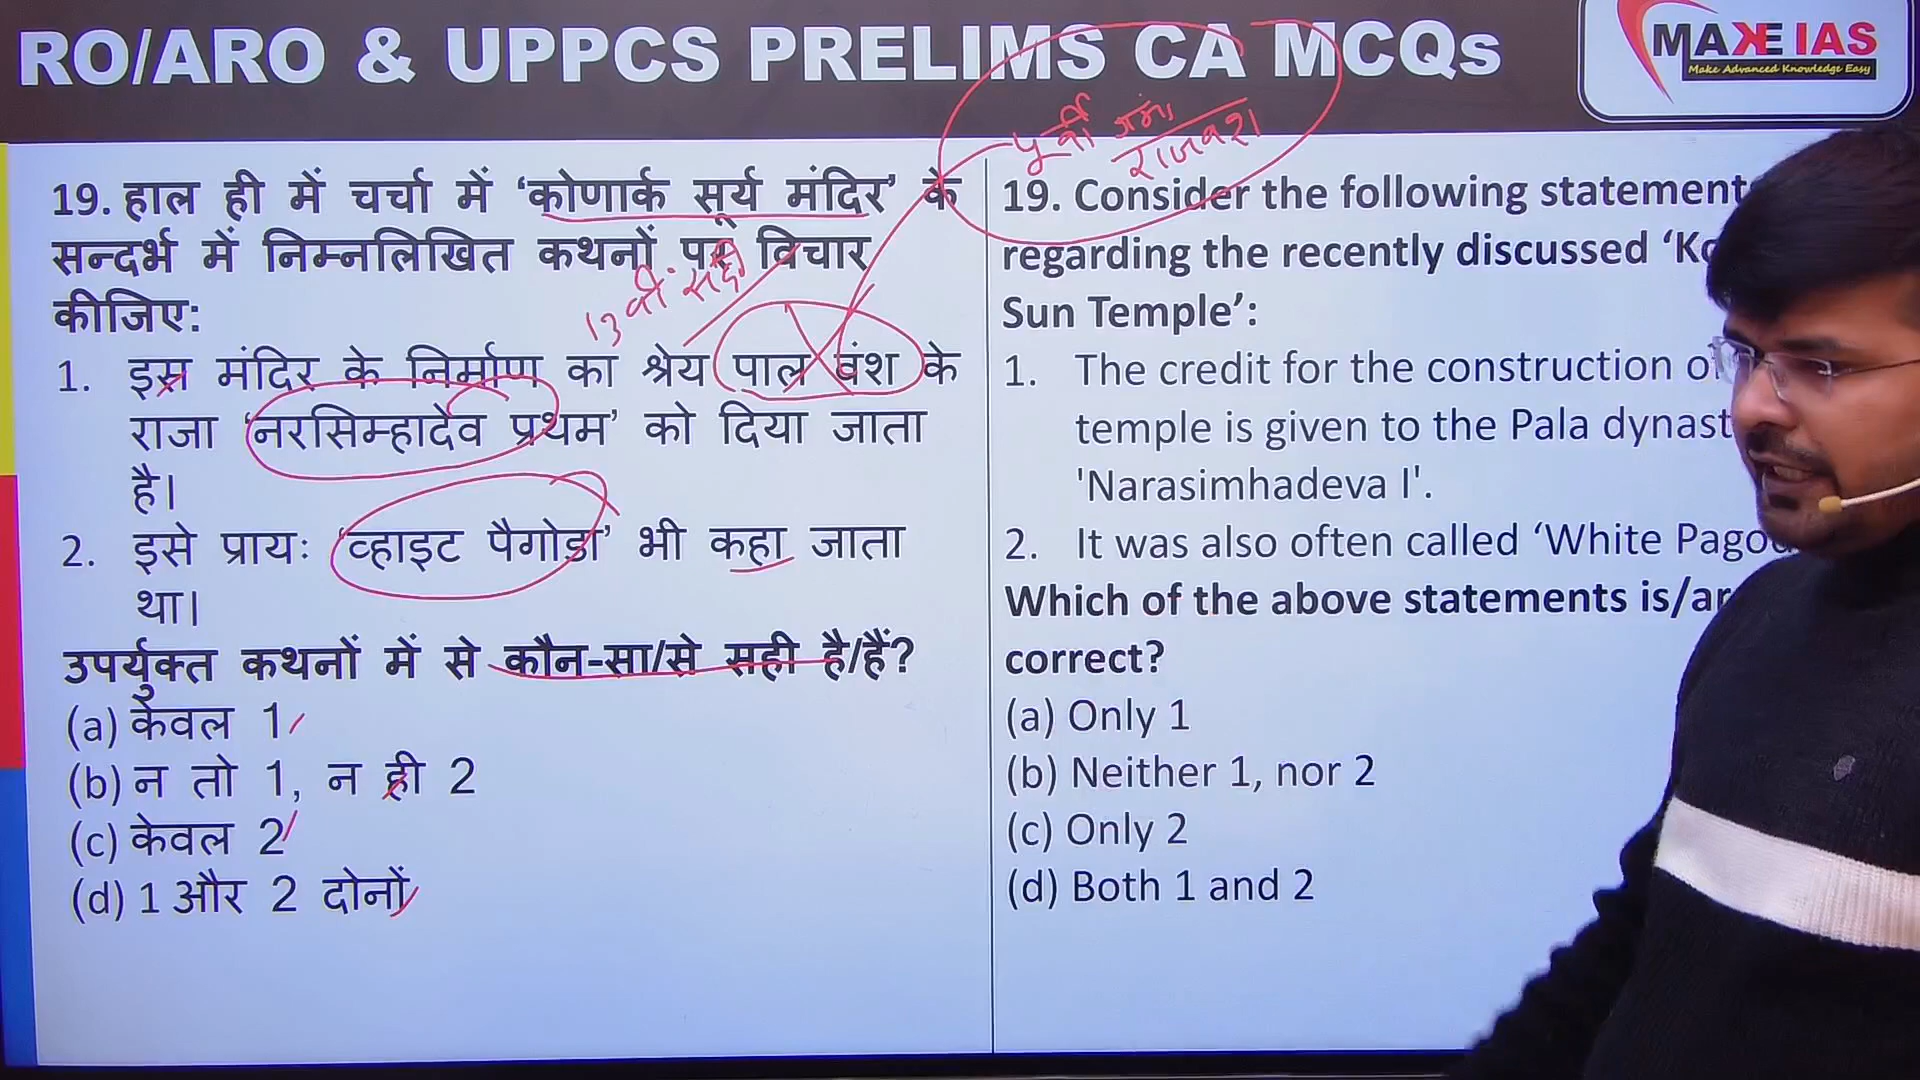 RO/ARO & UPPCS PRELIMS CA MCQs
MAKE IAS
Make Advanced Knowledge Easy
पूर्वी गंग
राजवंश
19. हाल ही में चर्चा में ‘कोणार्क सूर्य मंदिर’ के
सन्दर्भ में निम्नलिखित कथनों पर विचार
कीजिए:
13वीं सदी
1. इस मंदिर के निर्माण का श्रेय पाल वंश के
राजा ‘नरसिम्हादेव प्रथम’ को दिया जाता
है।
2. इसे प्रायः ‘व्हाइट पैगोडा’ भी कहा जाता
था।
उपर्युक्त कथनों में से कौन-सा/से सही है/हैं?
(a) केवल 1
(b) न तो 1, न ही 2
(c) केवल 2
(d) 1 और 2 दोनों
19. Consider the following statement
regarding the recently discussed ‘Ko
Sun Temple’:
1. The credit for the construction of
temple is given to the Pala dynast
'Narasimhadeva I'.
2. It was also often called ‘White Pago
Which of the above statements is/ar
correct?
(a) Only 1
(b) Neither 1, nor 2
(c) Only 2
(d) Both 1 and 2